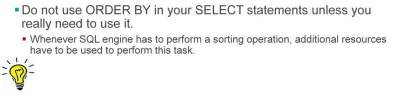 Do not use ORDER BY in your SELECT statements unless you
really need to use it.
Whenever SQL engine has to perform a sorting operation, additional resources
have to be used to perform this task.